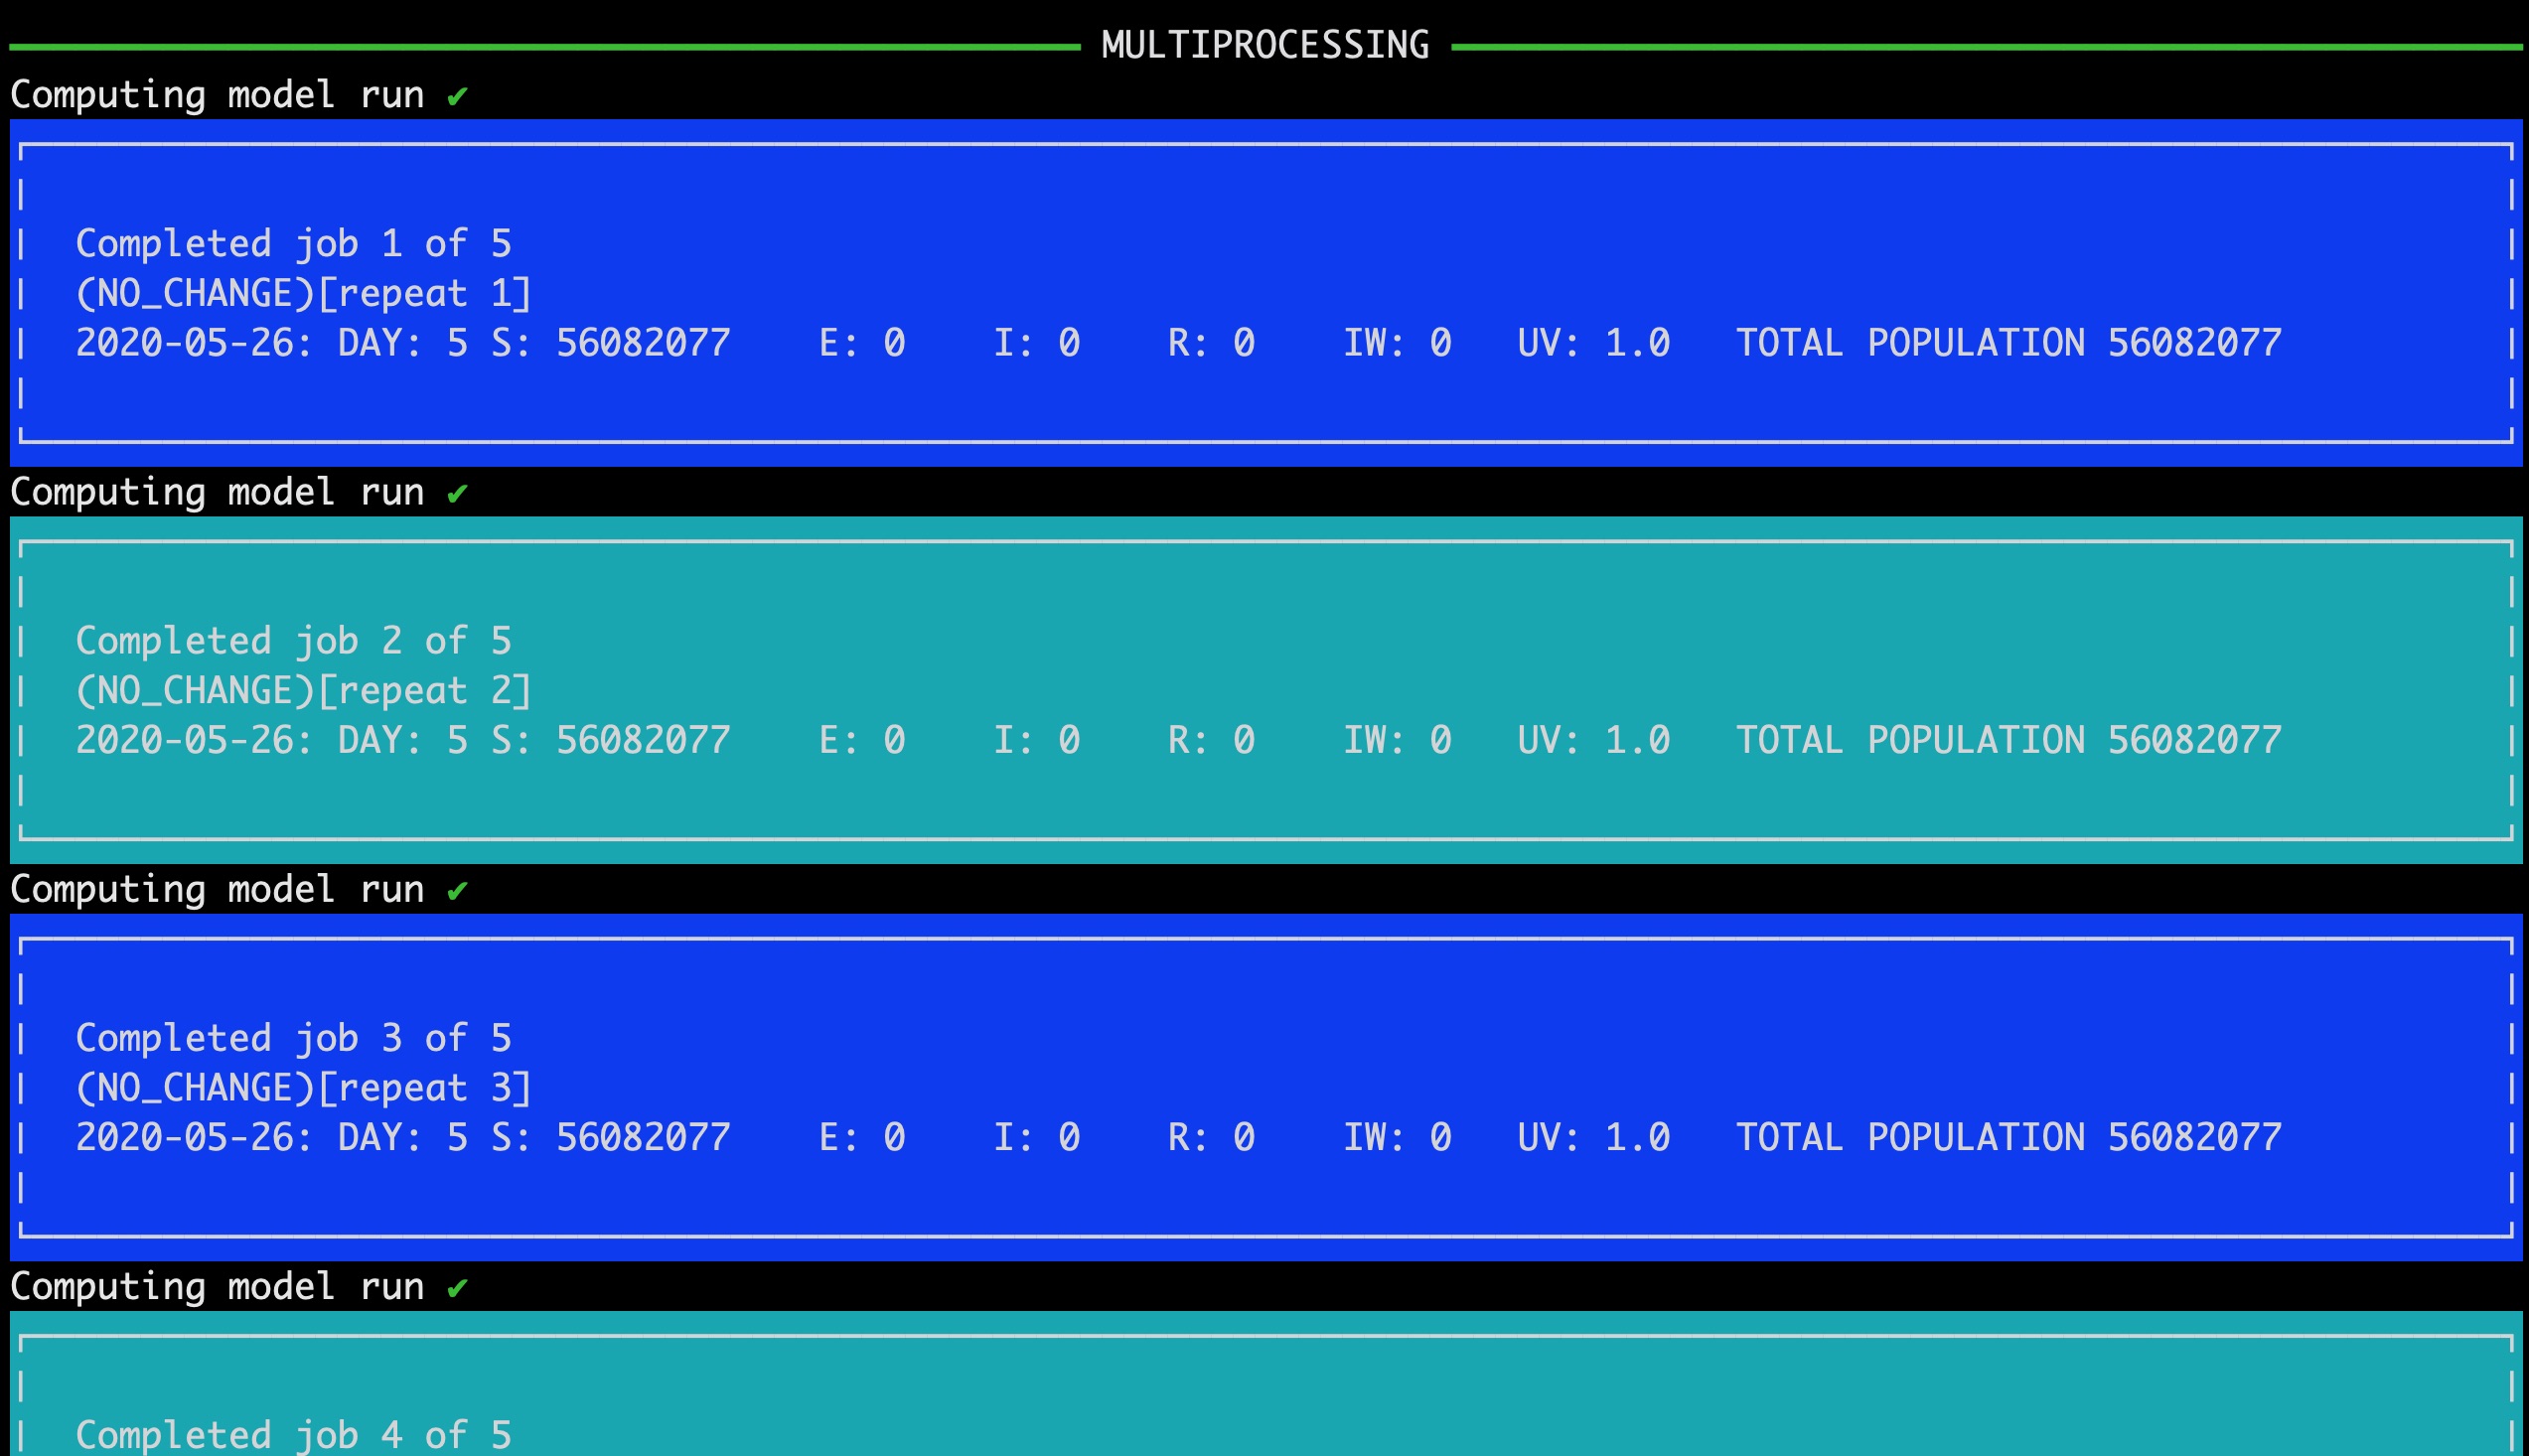 MULTIPROCESSING
Computing model run ✔
Completed job 1 of 5
(NO_CHANGE)[repeat 1]
2020-05-26: DAY: 5 S: 56082077    E: 0    I: 0    R: 0    IW: 0   UV: 1.0   TOTAL POPULATION 56082077
Computing model run ✔
Completed job 2 of 5
(NO_CHANGE)[repeat 2]
2020-05-26: DAY: 5 S: 56082077    E: 0    I: 0    R: 0    IW: 0   UV: 1.0   TOTAL POPULATION 56082077
Computing model run ✔
Completed job 3 of 5
(NO_CHANGE)[repeat 3]
2020-05-26: DAY: 5 S: 56082077    E: 0    I: 0    R: 0    IW: 0   UV: 1.0   TOTAL POPULATION 56082077
Computing model run ✔
Completed job 4 of 5